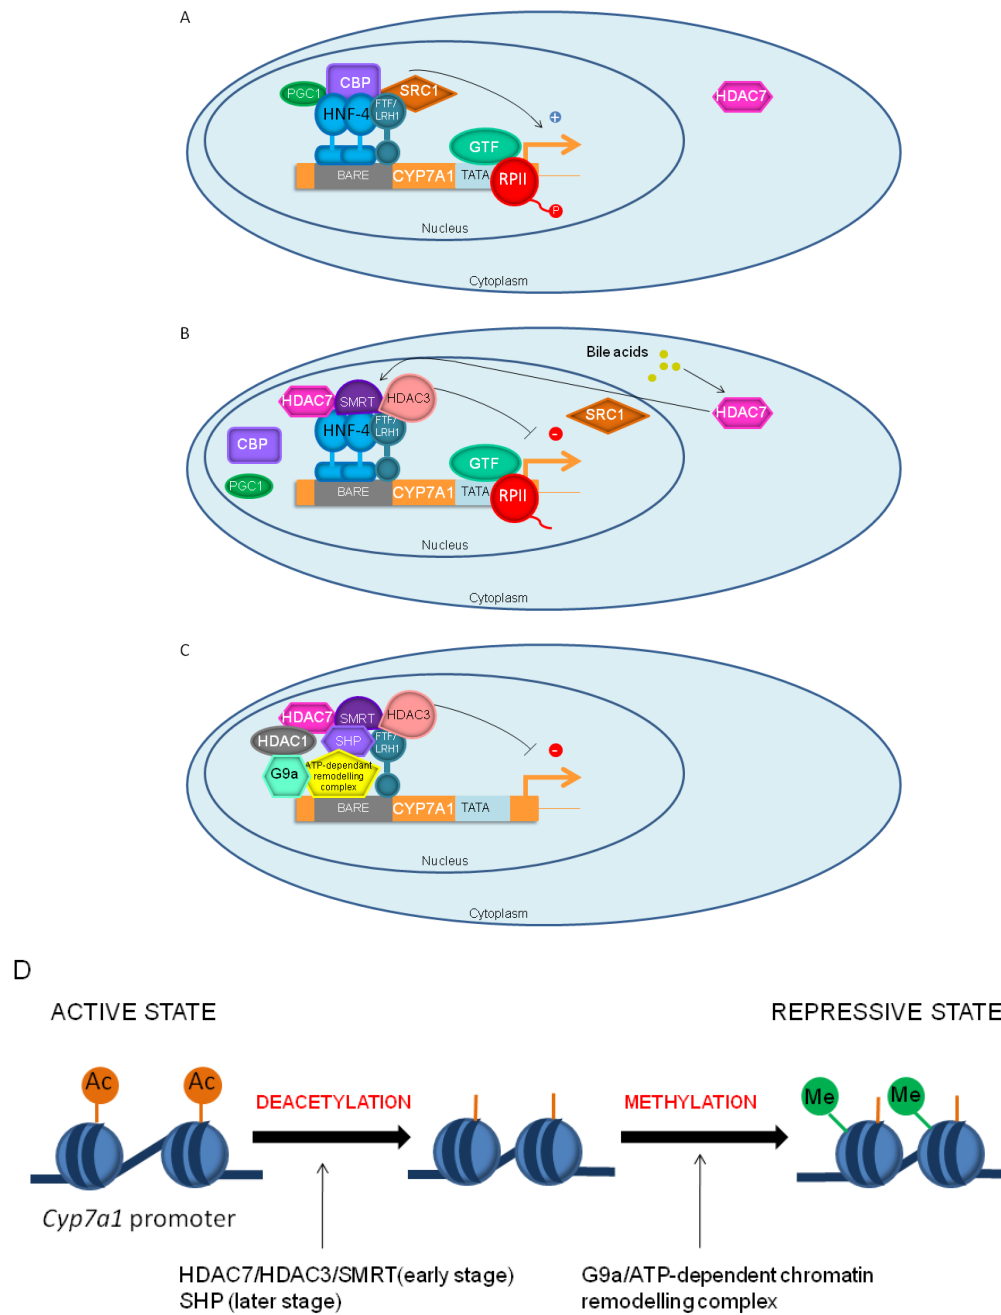 A
PGC1
CBP
SRC1
HNF-4
FTF/
LRH1
+
GTF
BARE
CYP7A1
TATA
RPII
P
HDAC7
Nucleus
Cytoplasm
B
Bile acids
HDAC7
SMRT
HDAC3
HDAC7
SRC1
HNF-4
FTF/
LRH1
-
CBP
GTF
PGC1
BARE
CYP7A1
TATA
RPII
Nucleus
Cytoplasm
C
HDAC7
SMRT
HDAC3
HDAC1
SHP
FTF/
LRH1
-
G9a
ATP-dependant
remodelling
complex
BARE
CYP7A1
TATA
Nucleus
Cytoplasm
D
ACTIVE STATE
REPRESSIVE STATE
Ac
Ac
DEACETYLATION
METHYLATION
Me
Me
Cyp7a1 promoter
HDAC7/HDAC3/SMRT(early stage)
SHP (later stage)
G9a/ATP-dependent chromatin
remodelling complex